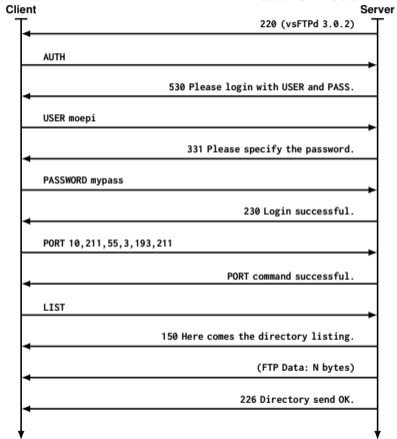 Client Server
220 (vsFTPd 3.0.2)
AUTH
530 Please login with USER and PASS.
USER moepi
331 Please specify the password.
PASSWORD mypass
230 Login successful.
PORT 10,211,55,3,193,211
PORT command successful.
LIST
150 Here comes the directory listing.
(FTP Data: N bytes)
226 Directory send OK.